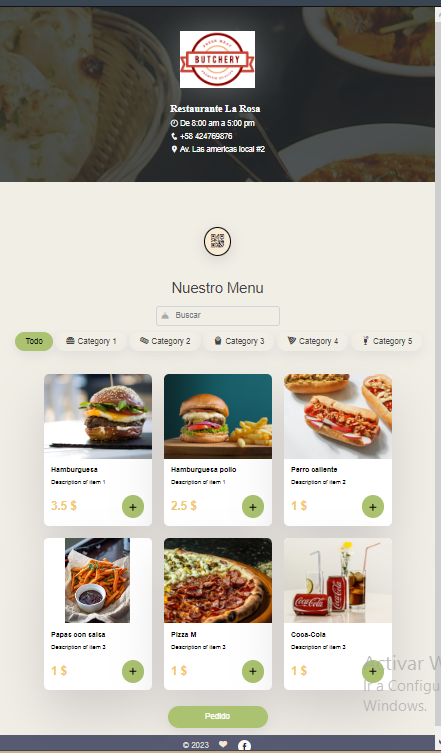 FRESH MEAT
BUTCHERY
PREMIUM QUALITY
Restaurante La Rosa
De 8:00 am a 5:00 pm
+58 424769876
Av. Las americas local #2
Nuestro Menu
Buscar
Todo
Category 1
Category 2
Category 3
Category 4
Category 5
Hamburguesa
Description of item 1
3.5 $
+
Hamburguesa pollo
Description of item 1
2.5 $
+
Perro caliente
Description of item 2
1 $
+
Papas con salsa
Description of item 3
1 $
+
Pizza M
Description of item 3
1 $
+
Coca-Cola
Coca-Cola
Description of item 3
1 $
+
Activar W
Ir a Configu
Windows.
Pedido
© 2023